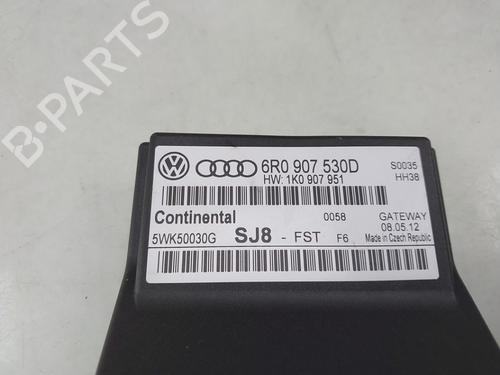 B-PARTS
6R0 907 530D
S0035
HW: 1K0 907 951
HH38
Continental
0058
GATEWAY
08.05.12
5WK50030G
SJ8 - FST F6
Made in Czech Republic